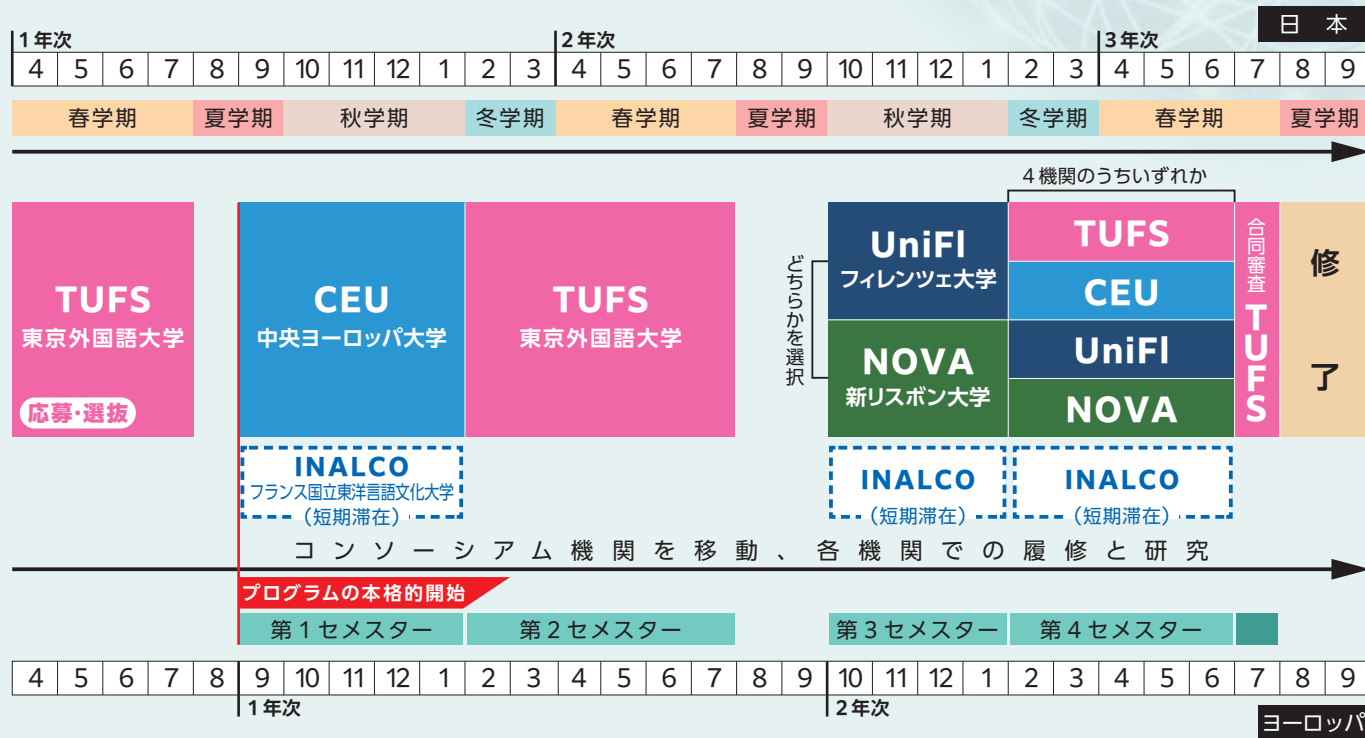 日 本
1年次 2年次 3年次
4 5 6 7 8 9 10 11 12 1 2 3 4 5 6 7 8 9 10 11 12 1 2 3 4 5 6 7 8 9
春学期 夏学期 秋学期 冬学期 春学期 夏学期 秋学期 冬学期 春学期 夏学期
4機関のうちいずれか
TUFS
東京外国語大学
応募・選抜
CEU
中央ヨーロッパ大学
TUFS
東京外国語大学
どちらかを選択
UniFI
フィレンツェ大学
NOVA
新リスボン大学
TUFS
CEU
UniFI
NOVA
合同審査
TUFS
修了
INALCO
フランス国立東洋言語文化大学
(短期滞在)
INALCO
(短期滞在)
INALCO
(短期滞在)
コンソーシアム機関を移動、各機関での履修と研究
プログラムの本格的開始
第1セメスター 第2セメスター 第3セメスター 第4セメスター
4 5 6 7 8 9 10 11 12 1 2 3 4 5 6 7 8 9 10 11 12 1 2 3 4 5 6 7 8 9
1年次 2年次
ヨーロッパ